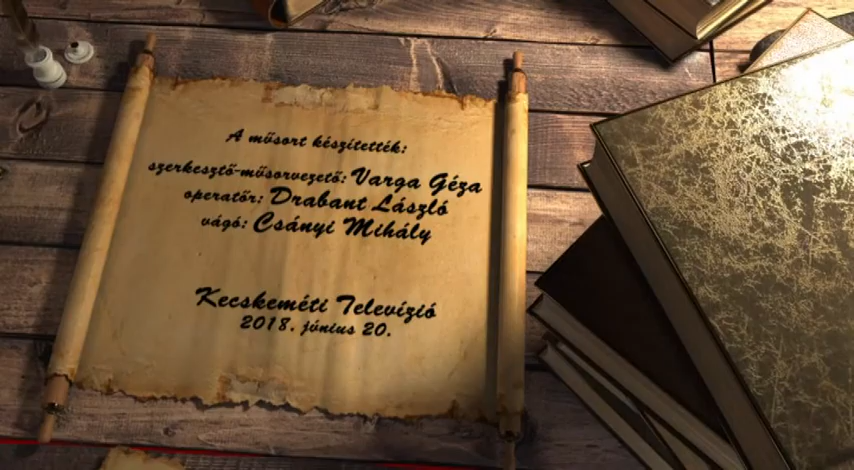 A műsort készítették:
szerkesztő-műsorvezető: Varga Géza
operatőr: Drabant László
vágó: Csányi Mihály
Kecskeméti Televízió
2018. június 20.